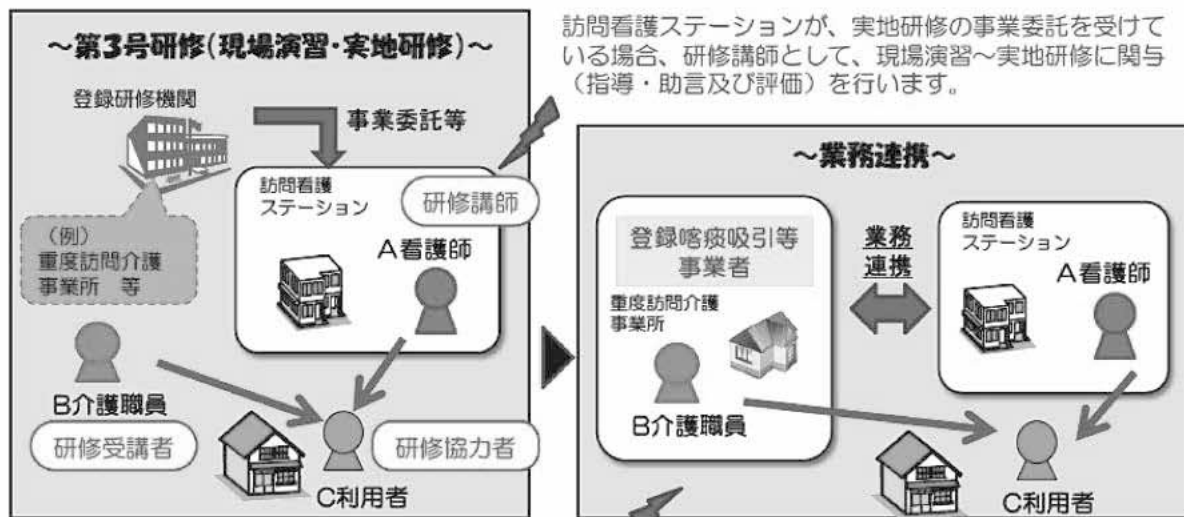 ～第3号研修(現場演習・実地研修)～
登録研修機関
事業委託等
訪問看護
ステーション
研修講師
A看護師
（例）
重度訪問介護
事業所　等
B介護職員
研修受講者
研修協力者
C利用者
訪問看護ステーションが、実地研修の事業委託を受けて
いる場合、研修講師として、現場演習～実地研修に関与
（指導・助言及び評価）を行います。
～業務連携～
登録喀痰吸引等
事業者
重度訪問介護
事業所
B介護職員
業務
連携
訪問看護
ステーション
A看護師
C利用者